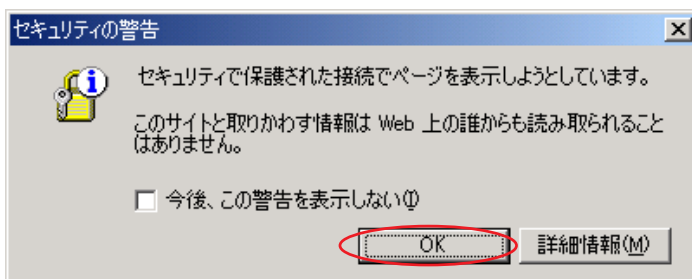 セキュリティの警告
セキュリティで保護された接続でページを表示しようとしています。
このサイトと取りかわす情報は Web 上の誰からも読み取られること
はありません。
今後、この警告を表示しない(I)
OK
詳細情報(M)